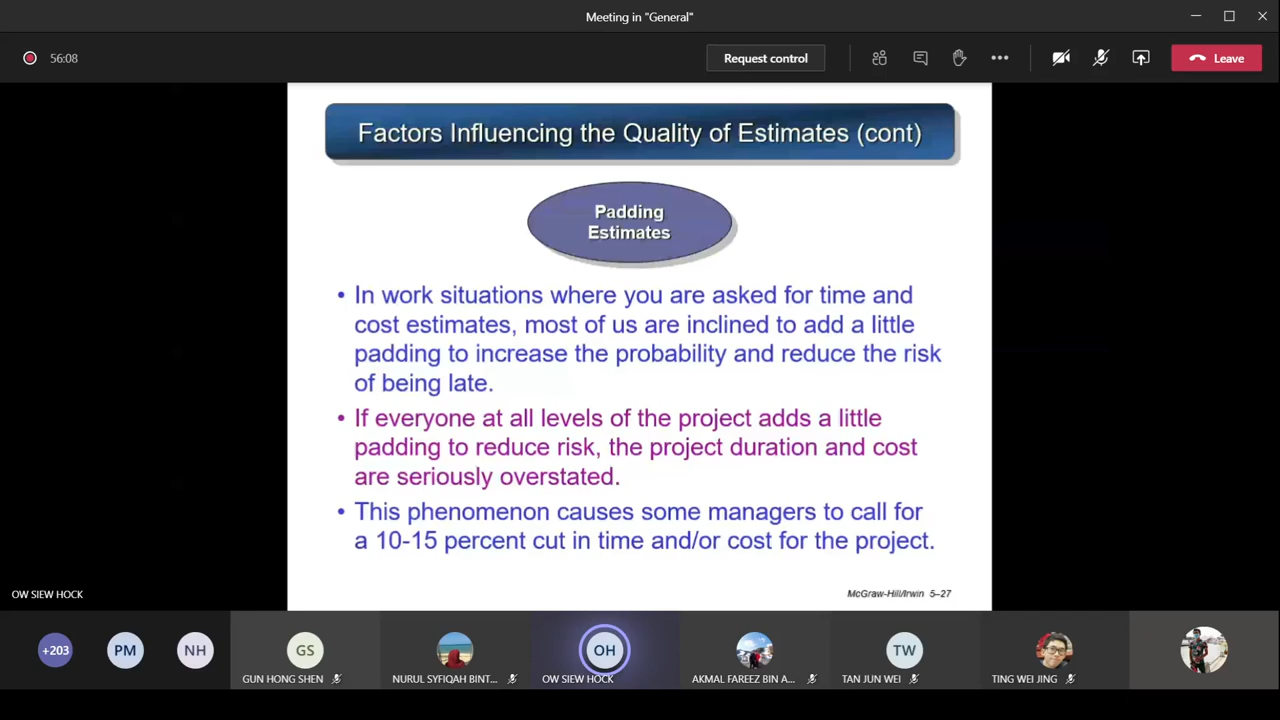 Meeting in "General"
56:08
Request control
Leave
Factors Influencing the Quality of Estimates (cont)
Padding
Estimates
• In work situations where you are asked for time and
cost estimates, most of us are inclined to add a little
padding to increase the probability and reduce the risk
of being late.
• If everyone at all levels of the project adds a little
padding to reduce risk, the project duration and cost
are seriously overstated.
• This phenomenon causes some managers to call for
a 10-15 percent cut in time and/or cost for the project.
McGraw-Hill/Irwin 5–27
OW SIEW HOCK
+203
PM
NH
GS
OH
TW
GUN HONG SHEN
NURUL SYFIQAH BINT...
OW SIEW HOCK
AKMAL FAREEZ BIN A...
TAN JUN WEI
TING WEI JING